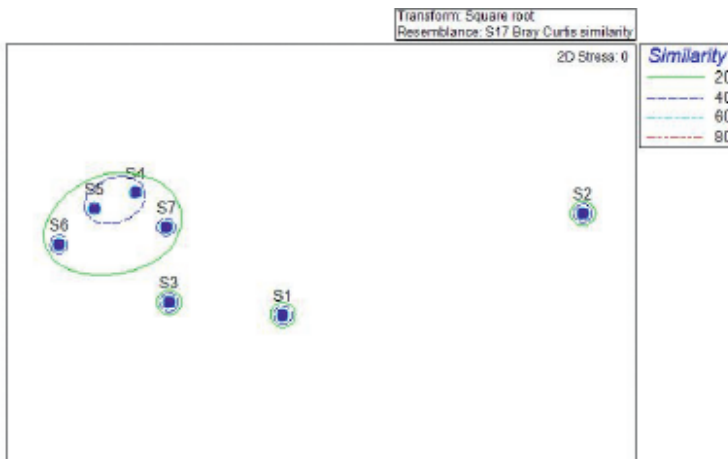 Transform: Square root
Resemblance: S17 Bray Curtis similarity
2D Stress: 0
Similarity
20
40
60
80
S4
S5
S2
S7
S6
S3
S1